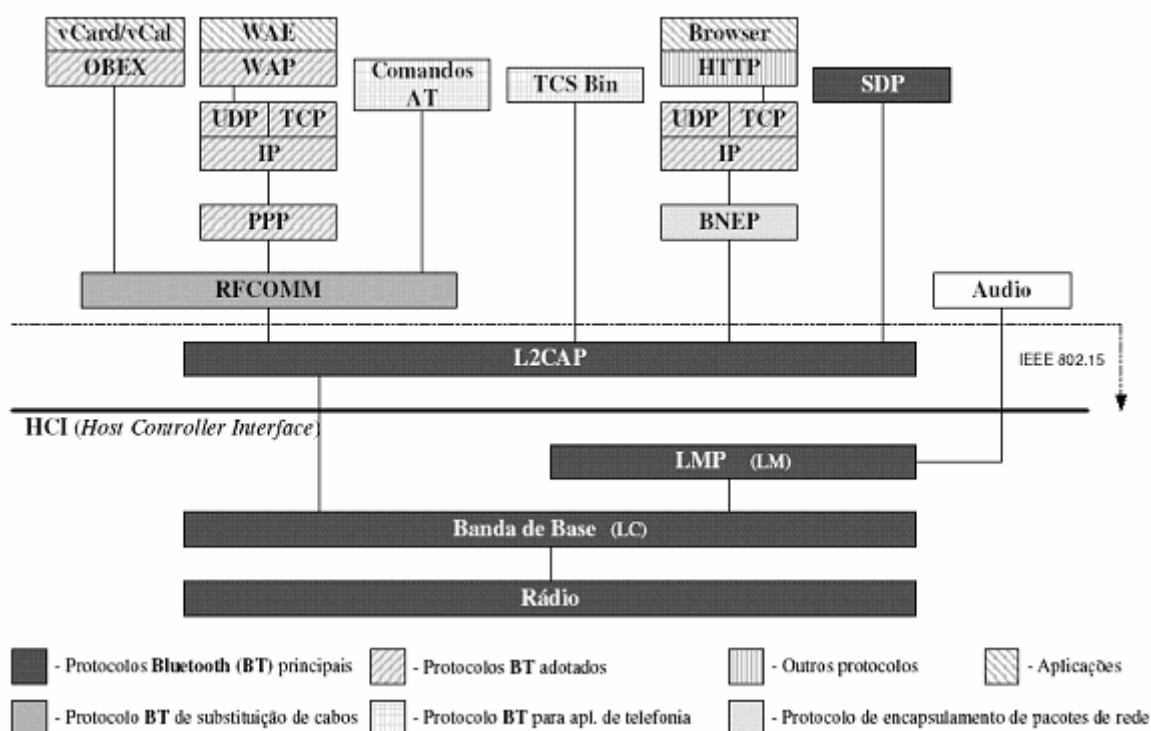 vCard/vCal
OBEX
WAE
WAP
UDP TCP
IP
PPP
Comandos
AT
TCS Bin
Browser
HTTP
UDP TCP
IP
BNEP
SDP
RFCOMM
Audio
L2CAP
IEEE 802.15
HCI (Host Controller Interface)
LMP (LM)
Banda de Base (LC)
Rádio
- Protocolos Bluetooth (BT) principais
- Protocolos BT adotados
- Outros protocolos
- Aplicações
- Protocolo BT de substituição de cabos
- Protocolo BT para apl. de telefonia
- Protocolo de encapsulamento de pacotes de rede